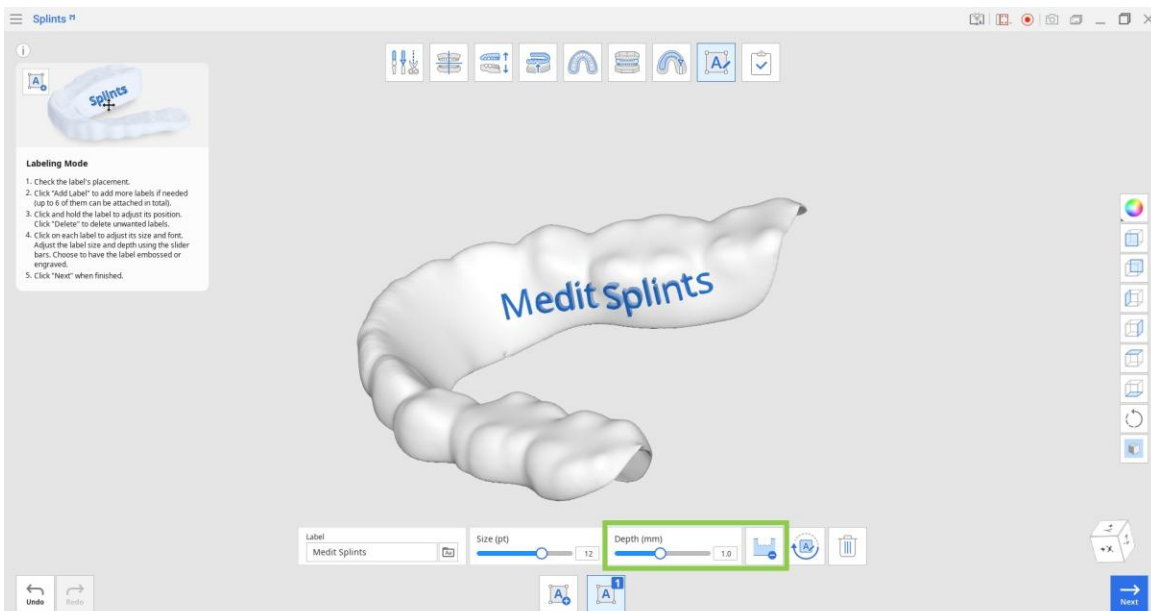 Splints
Splints
Labeling Mode
1. Check the label's placement.
2. Click "Add Label" to add more labels if needed
(up to 6 of them can be attached in total).
3. Click and hold the label to adjust its position.
Click "Delete" to delete unwanted labels.
4. Click on each label to adjust its size and font.
Adjust the label size and depth using the slider
bars. Choose to have the label embossed or
engraved.
5. Click "Next" when finished.
Medit Splints
Label
Medit Splints
Size (pt)
12
Depth (mm)
1.0
+X
Undo
Redo
A
A 1
Next